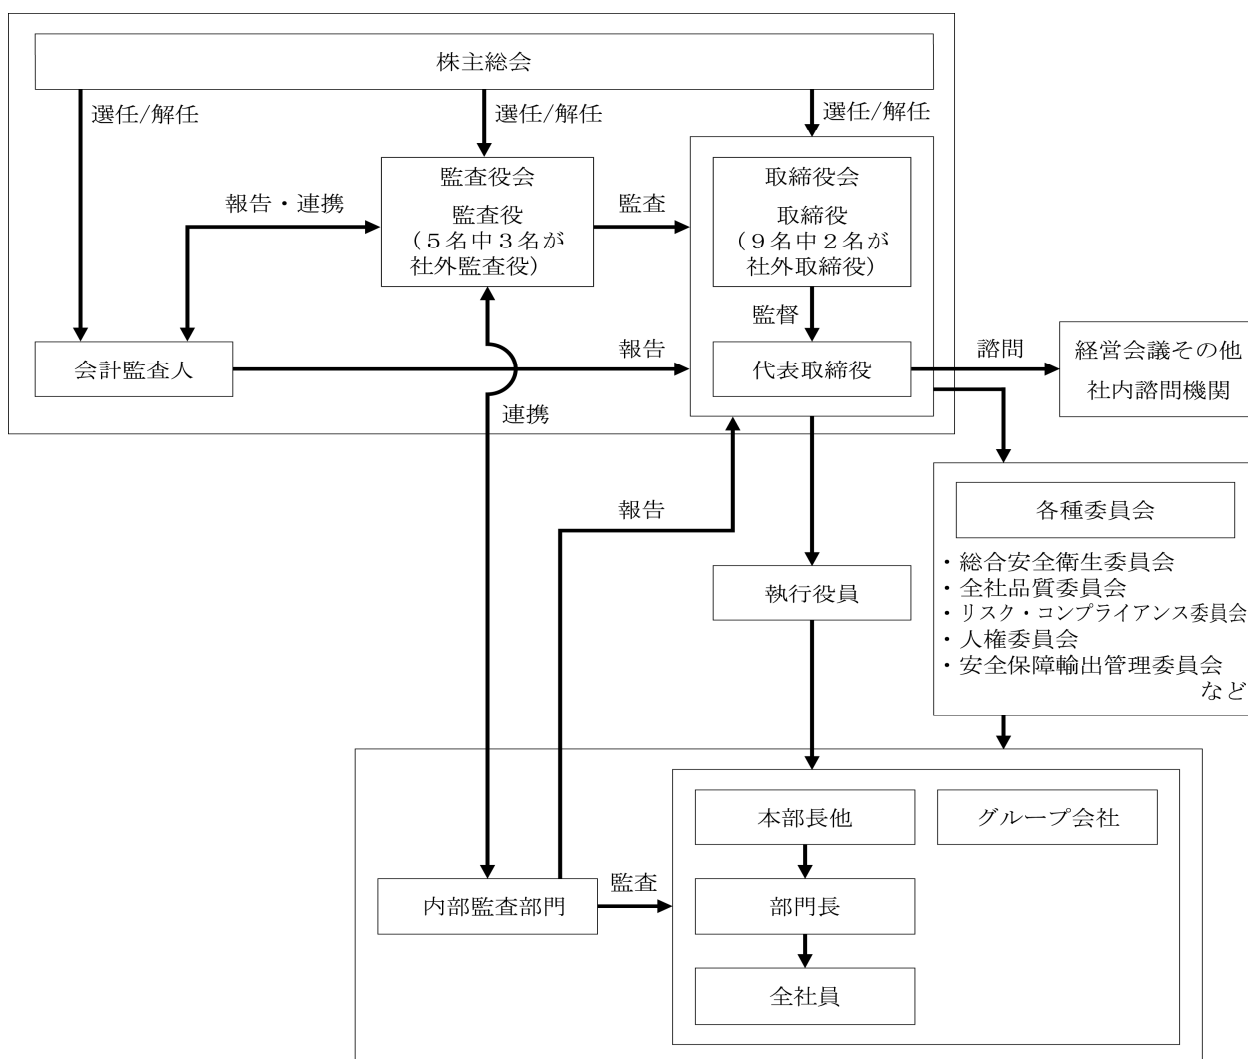 株主総会
選任/解任
選任/解任
選任/解任
監査役会
監査役
（５名中３名が
社外監査役）
取締役会
取締役
（９名中２名が
社外取締役）
報告・連携
監査
監督
会計監査人
報告
代表取締役
諮問
経営会議その他
社内諮問機関
連携
報告
各種委員会
・総合安全衛生委員会
・全社品質委員会
・リスク・コンプライアンス委員会
・人権委員会
・安全保障輸出管理委員会
など
執行役員
本部長他
グループ会社
内部監査部門
監査
部門長
全社員